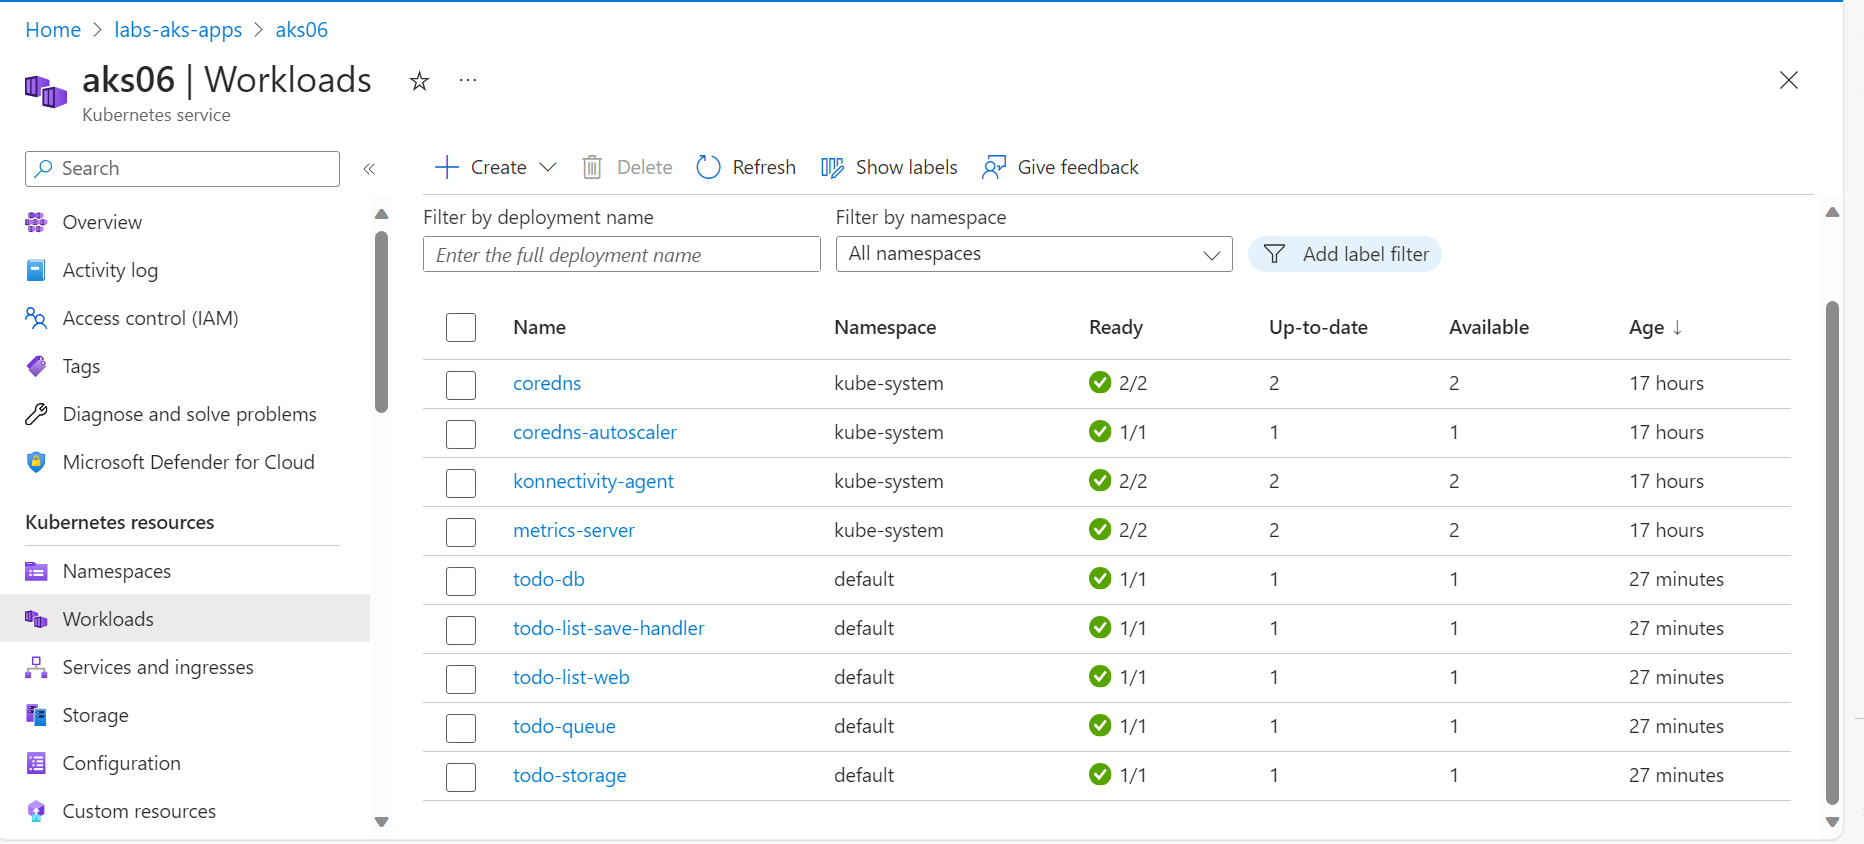 Home > labs-aks-apps > aks06
aks06 | Workloads
Kubernetes service
Search
Overview
Activity log
Access control (IAM)
Tags
Diagnose and solve problems
Microsoft Defender for Cloud
Kubernetes resources
Namespaces
Workloads
Services and ingresses
Storage
Configuration
Custom resources
Create Delete Refresh Show labels Give feedback
Filter by deployment name Filter by namespace
Enter the full deployment name All namespaces Add label filter
Name Namespace Ready Up-to-date Available Age ↓
coredns kube-system 2/2 2 2 17 hours
coredns-autoscaler kube-system 1/1 1 1 17 hours
konnectivity-agent kube-system 2/2 2 2 17 hours
metrics-server kube-system 2/2 2 2 17 hours
todo-db default 1/1 1 1 27 minutes
todo-list-save-handler default 1/1 1 1 27 minutes
todo-list-web default 1/1 1 1 27 minutes
todo-queue default 1/1 1 1 27 minutes
todo-storage default 1/1 1 1 27 minutes